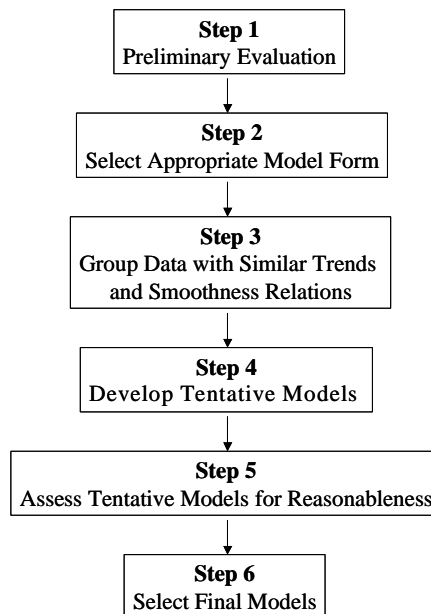 Step 1
Preliminary Evaluation
Step 2
Select Appropriate Model Form
Step 3
Group Data with Similar Trends
and Smoothness Relations
Step 4
Develop Tentative Models
Step 5
Assess Tentative Models for Reasonableness
Step 6
Select Final Models